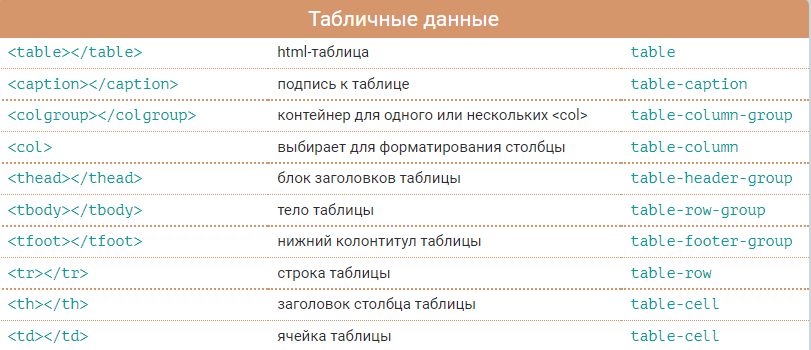 Табличные данные
<table></table> html-таблица table
<caption></caption> подпись к таблице table-caption
<colgroup></colgroup> контейнер для одного или нескольких <col> table-column-group
<col> выбирает для форматирования столбцы table-column
<thead></thead> блок заголовков таблицы table-header-group
<tbody></tbody> тело таблицы table-row-group
<tfoot></tfoot> нижний колонтитул таблицы table-footer-group
<tr></tr> строка таблицы table-row
<th></th> заголовок столбца таблицы table-cell
<td></td> ячейка таблицы table-cell